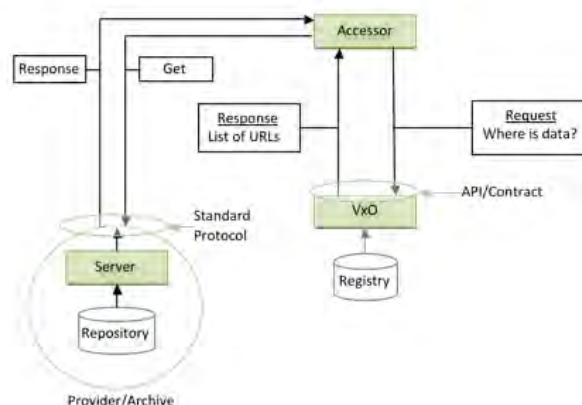 Accessor
Response
Get
Response
List of URLs
Request
Where is data?
API/Contract
Standard
Protocol
VxO
Server
Registry
Repository
Provider/Archive